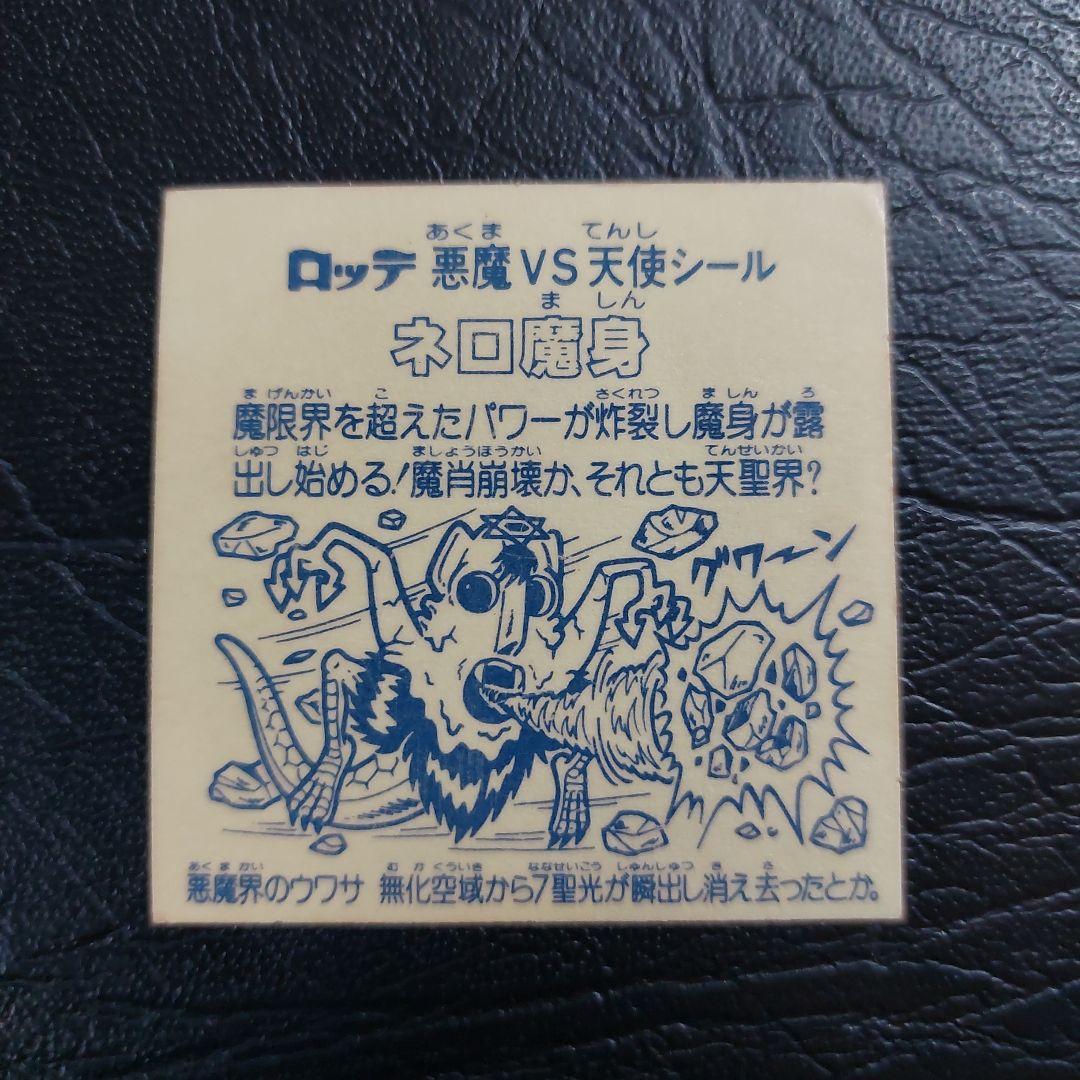 あくま てんし
ロッテ 悪魔VS天使シール
ましん
ネロ魔身
まげんかい こ さくれつ ましん ろ
魔限界を超えたパワーが炸裂し魔身が露
しゅつ はじ ましょうほうかい てんせいかい
出し始める!魔肖崩壊か、それとも天聖界?
グワーン
あくまかい むかくういき ななせいこう しゅんしゅつ き さ
悪魔界のウワサ 無化空域から7聖光が瞬出し消え去ったとか。